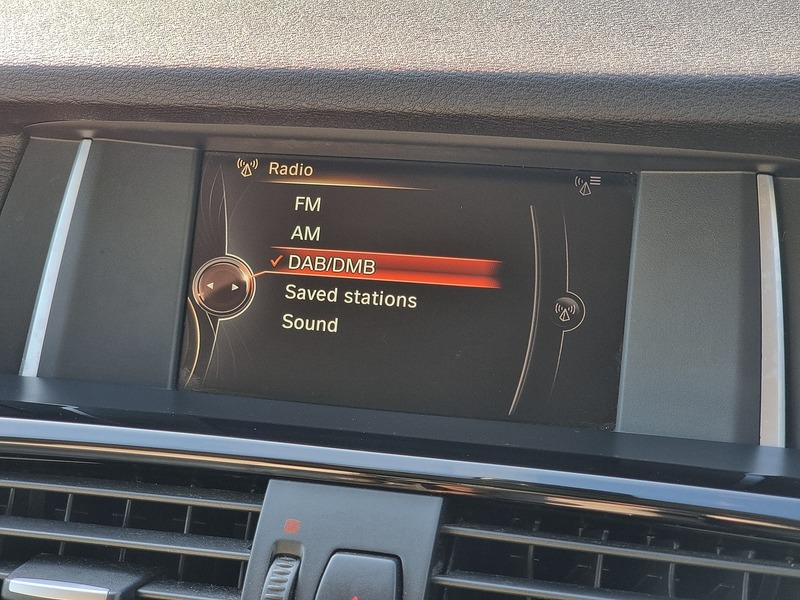 Radio
FM
AM
DAB/DMB
Saved stations
Sound